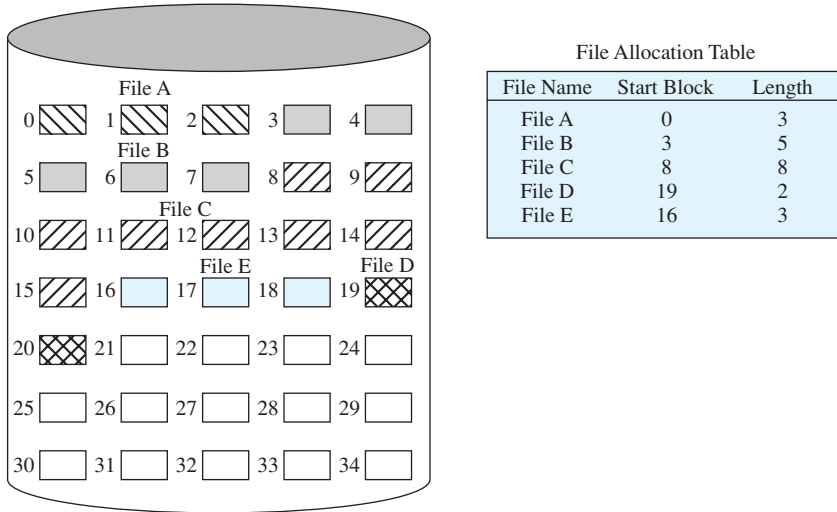 File A
0 1 2 3 4
File B
5 6 7 8 9
File C
10 11 12 13 14
File E File D
15 16 17 18 19
20 21 22 23 24
25 26 27 28 29
30 31 32 33 34
File Allocation Table
File Name Start Block Length
File A 0 3
File B 3 5
File C 8 8
File D 19 2
File E 16 3